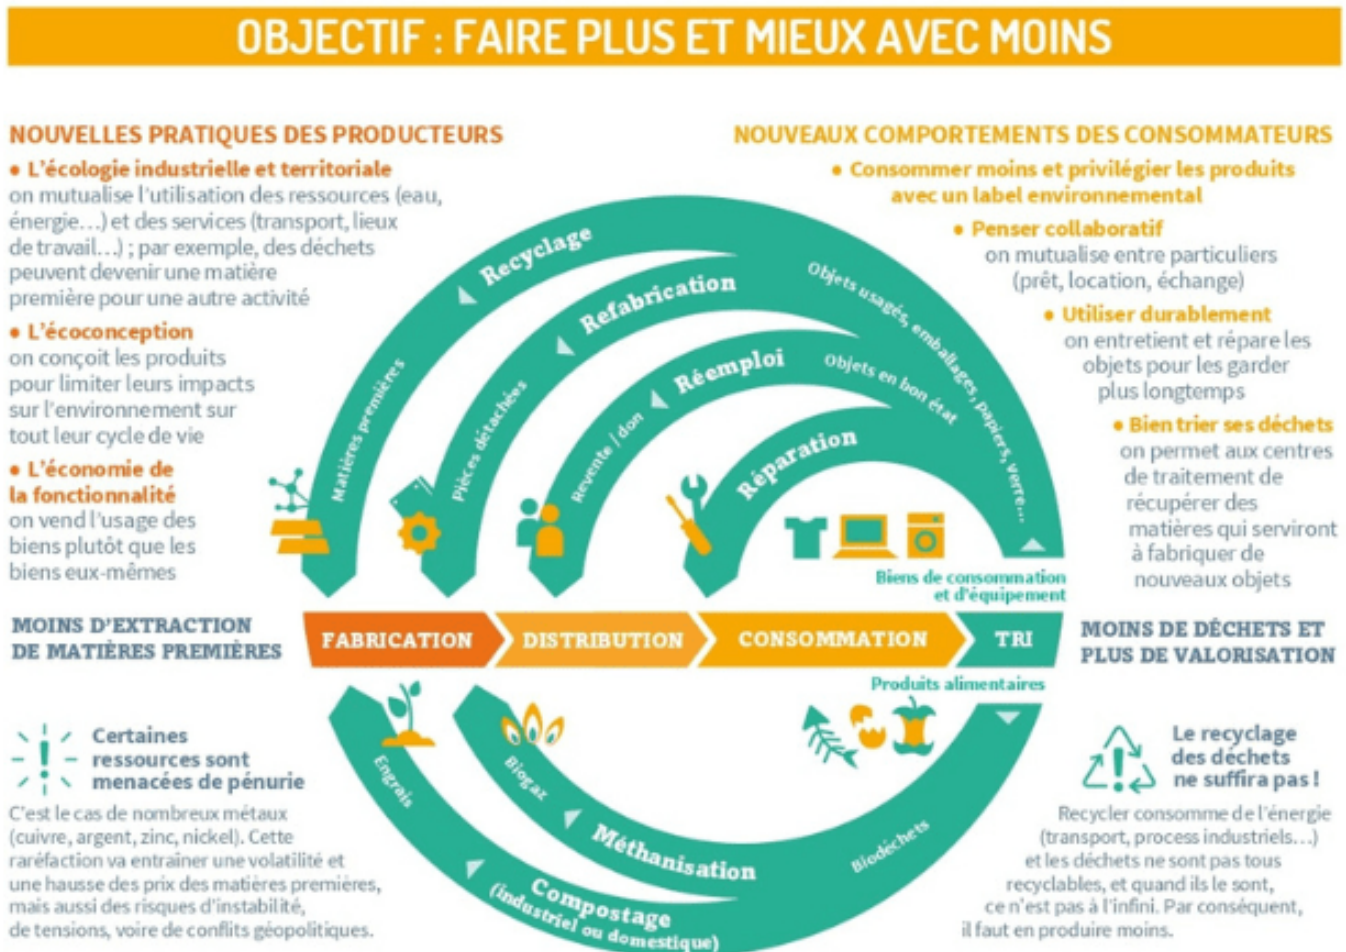 OBJECTIF : FAIRE PLUS ET MIEUX AVEC MOINS
NOUVELLES PRATIQUES DES PRODUCTEURS
● L'écologie industrielle et territoriale
on mutualise l'utilisation des ressources (eau,
énergie...) et des services (transport, lieux
de travail...) ; par exemple, des déchets
peuvent devenir une matière
première pour une autre activité
● L'écoconception
on conçoit les produits
pour limiter leurs impacts
sur l'environnement sur
tout leur cycle de vie
● L'économie de
la fonctionnalité
on vend l'usage des
biens plutôt que les
biens eux-mêmes
NOUVEAUX COMPORTEMENTS DES CONSOMMATEURS
● Consommer moins et privilégier les produits
avec un label environnemental
● Penser collaboratif
on mutualise entre particuliers
(prêt, location, échange)
● Utiliser durablement
on entretient et répare les
objets pour les garder
plus longtemps
● Bien trier ses déchets
on permet aux centres
de traitement de
récupérer des
matières qui serviront
à fabriquer de
nouveaux objets
Recyclage
Matières premières
Refabrication
Pièces détachées
Réemploi
Revente / don
Réparation
Objets usagés, emballages, papiers, verre...
Objets en bon état
Biens de consommation
et d'équipement
MOINS D'EXTRACTION
DE MATIÈRES PREMIÈRES
FABRICATION
DISTRIBUTION
CONSOMMATION
TRI
MOINS DE DÉCHETS ET
PLUS DE VALORISATION
Produits alimentaires
Engrais
Biogaz
Méthanisation
Biodéchets
Compostage
(industriel ou domestique)
Certaines
ressources sont
menacées de pénurie
C'est le cas de nombreux métaux
(cuivre, argent, zinc, nickel). Cette
raréfaction va entrainer une volatilité et
une hausse des prix des matières premières,
mais aussi des risques d'instabilité,
de tensions, voire de conflits géopolitiques.
Le recyclage
des déchets
ne suffira pas !
Recycler consomme de l'énergie
(transport, process industriels...)
et les déchets ne sont pas tous
recyclables, et quand ils le sont,
ce n'est pas à l'infini. Par conséquent,
il faut en produire moins.